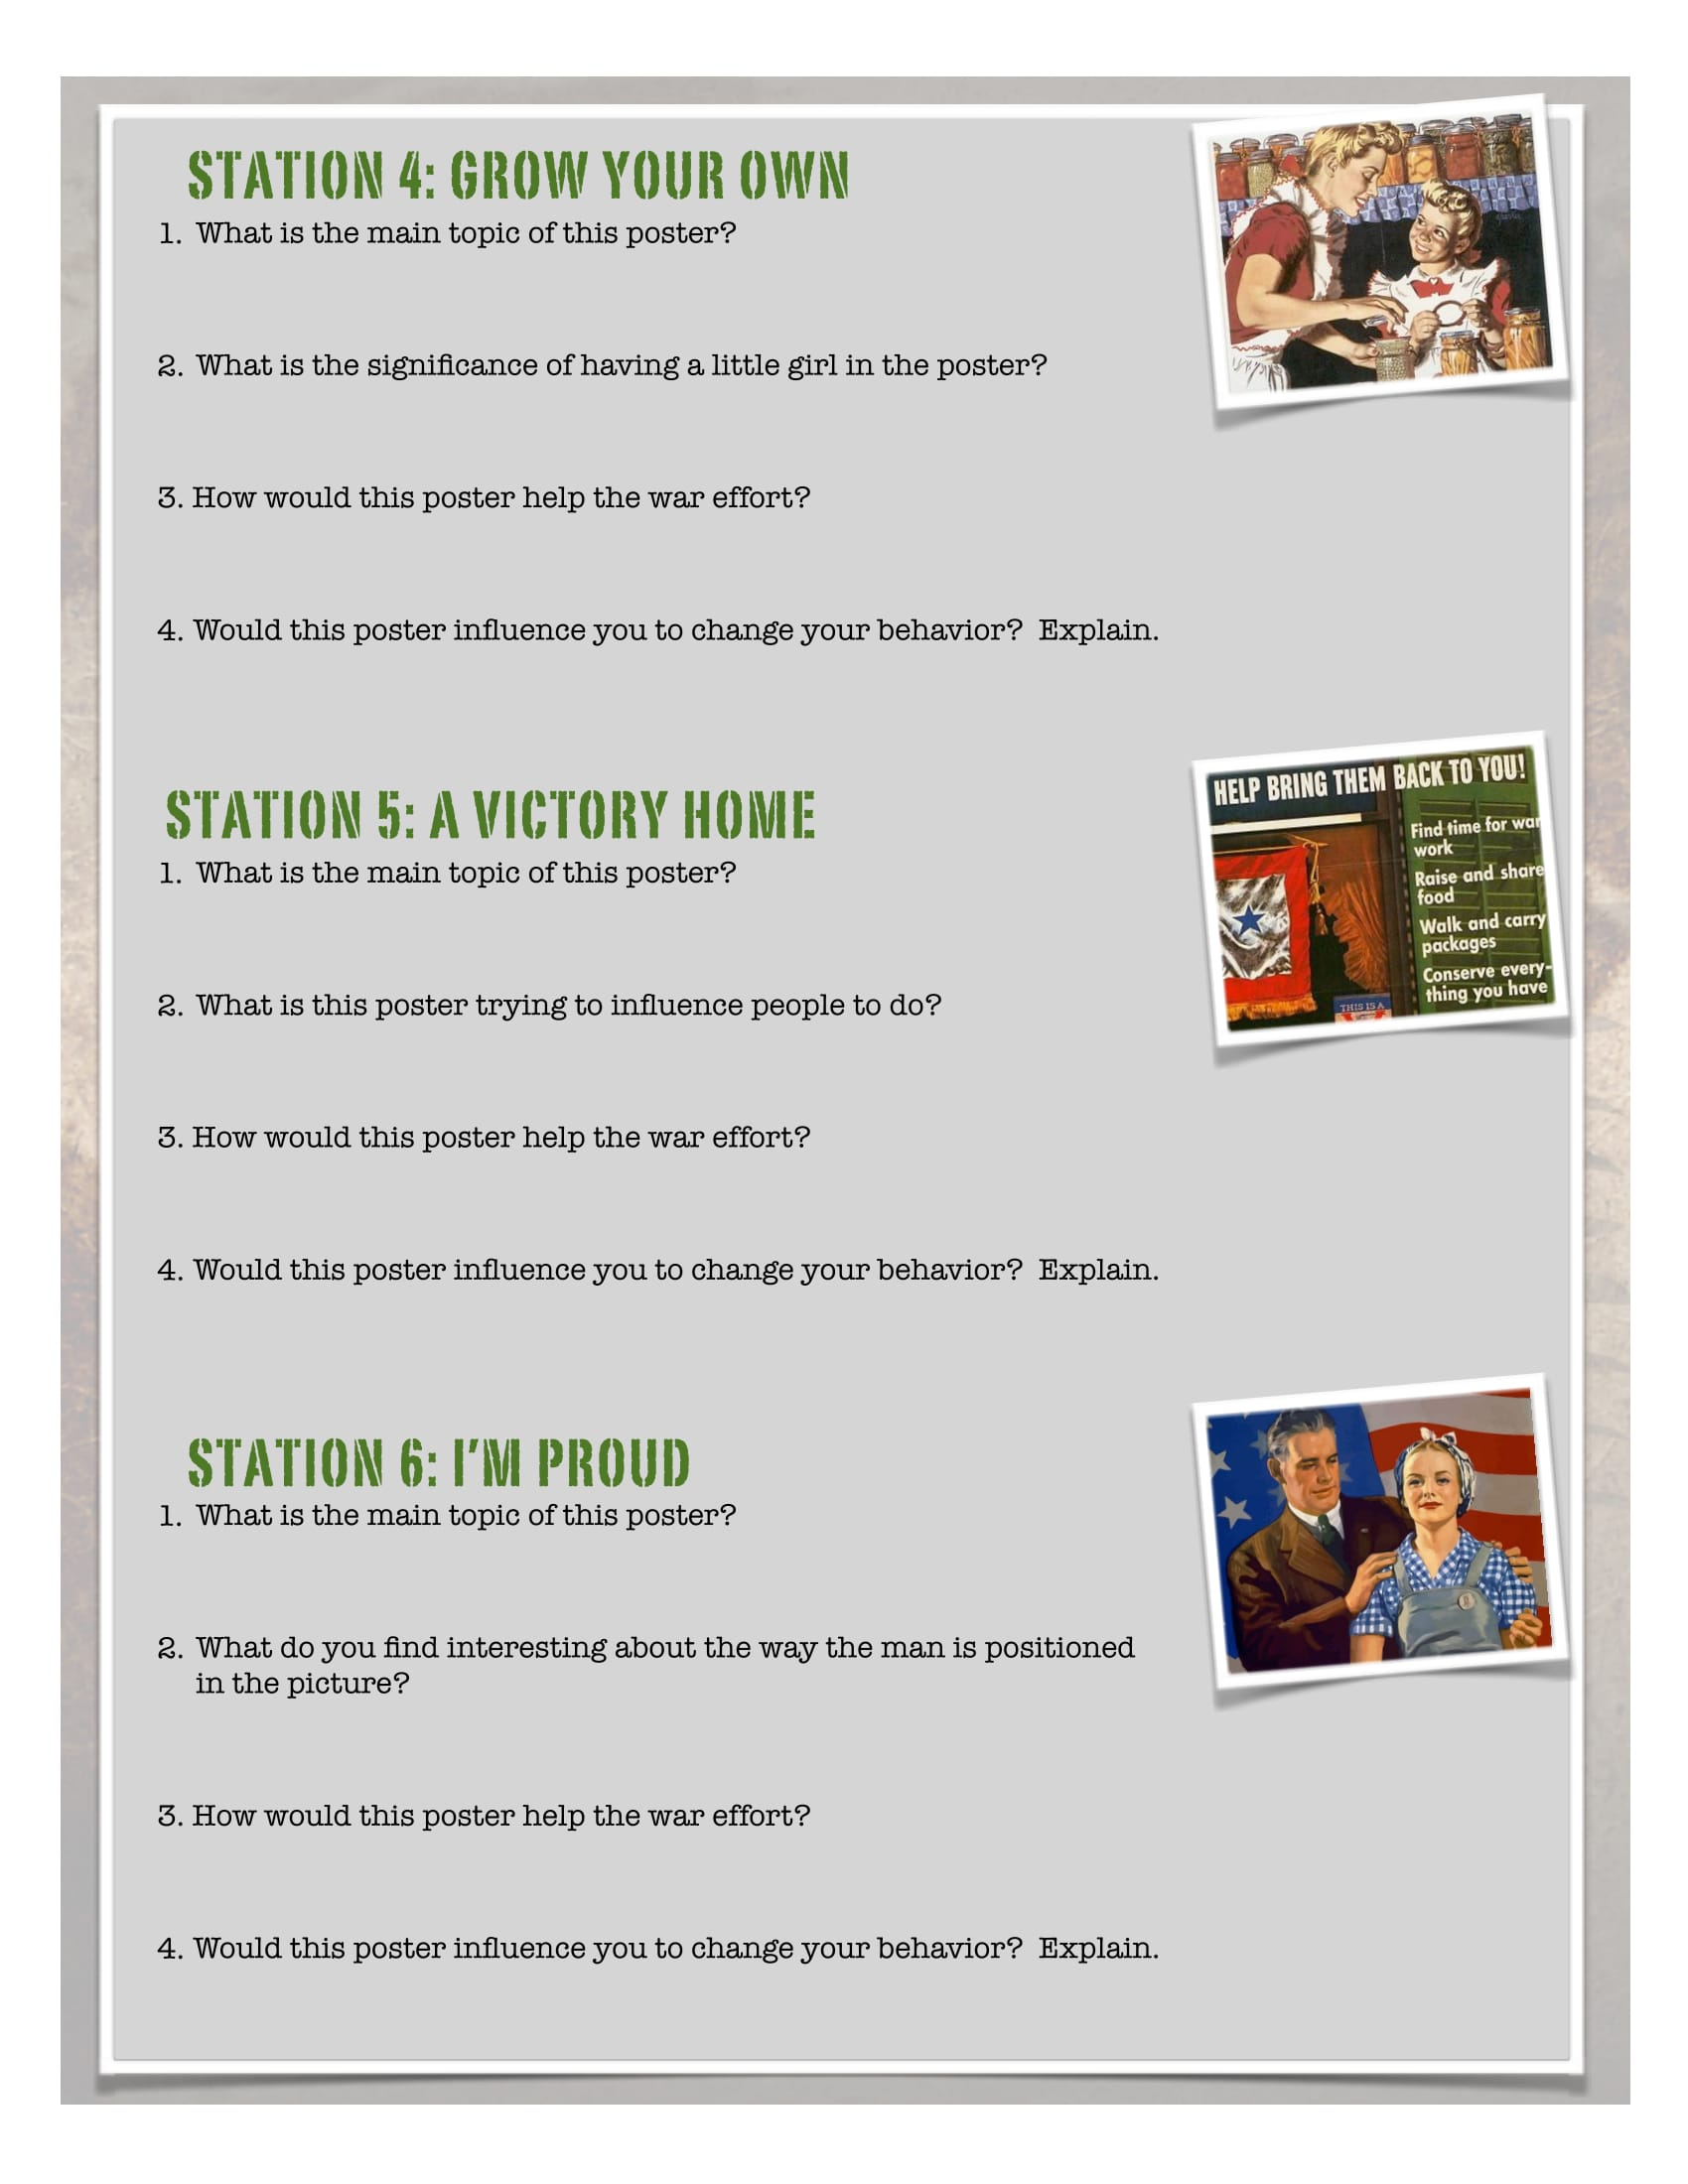 STATION 4: GROW YOUR OWN
1. What is the main topic of this poster?
2. What is the significance of having a little girl in the poster?
3. How would this poster help the war effort?
4. Would this poster influence you to change your behavior? Explain.
HELP BRING THEM BACK TO YOU!
Find time for war
work
Raise and share
food
Walk and carry
packages
Conserve every-
thing you have
THIS IS A
STATION 5: A VICTORY HOME
1. What is the main topic of this poster?
2. What is this poster trying to influence people to do?
3. How would this poster help the war effort?
4. Would this poster influence you to change your behavior? Explain.
STATION 6: I'M PROUD
1. What is the main topic of this poster?
2. What do you find interesting about the way the man is positioned
in the picture?
3. How would this poster help the war effort?
4. Would this poster influence you to change your behavior? Explain.